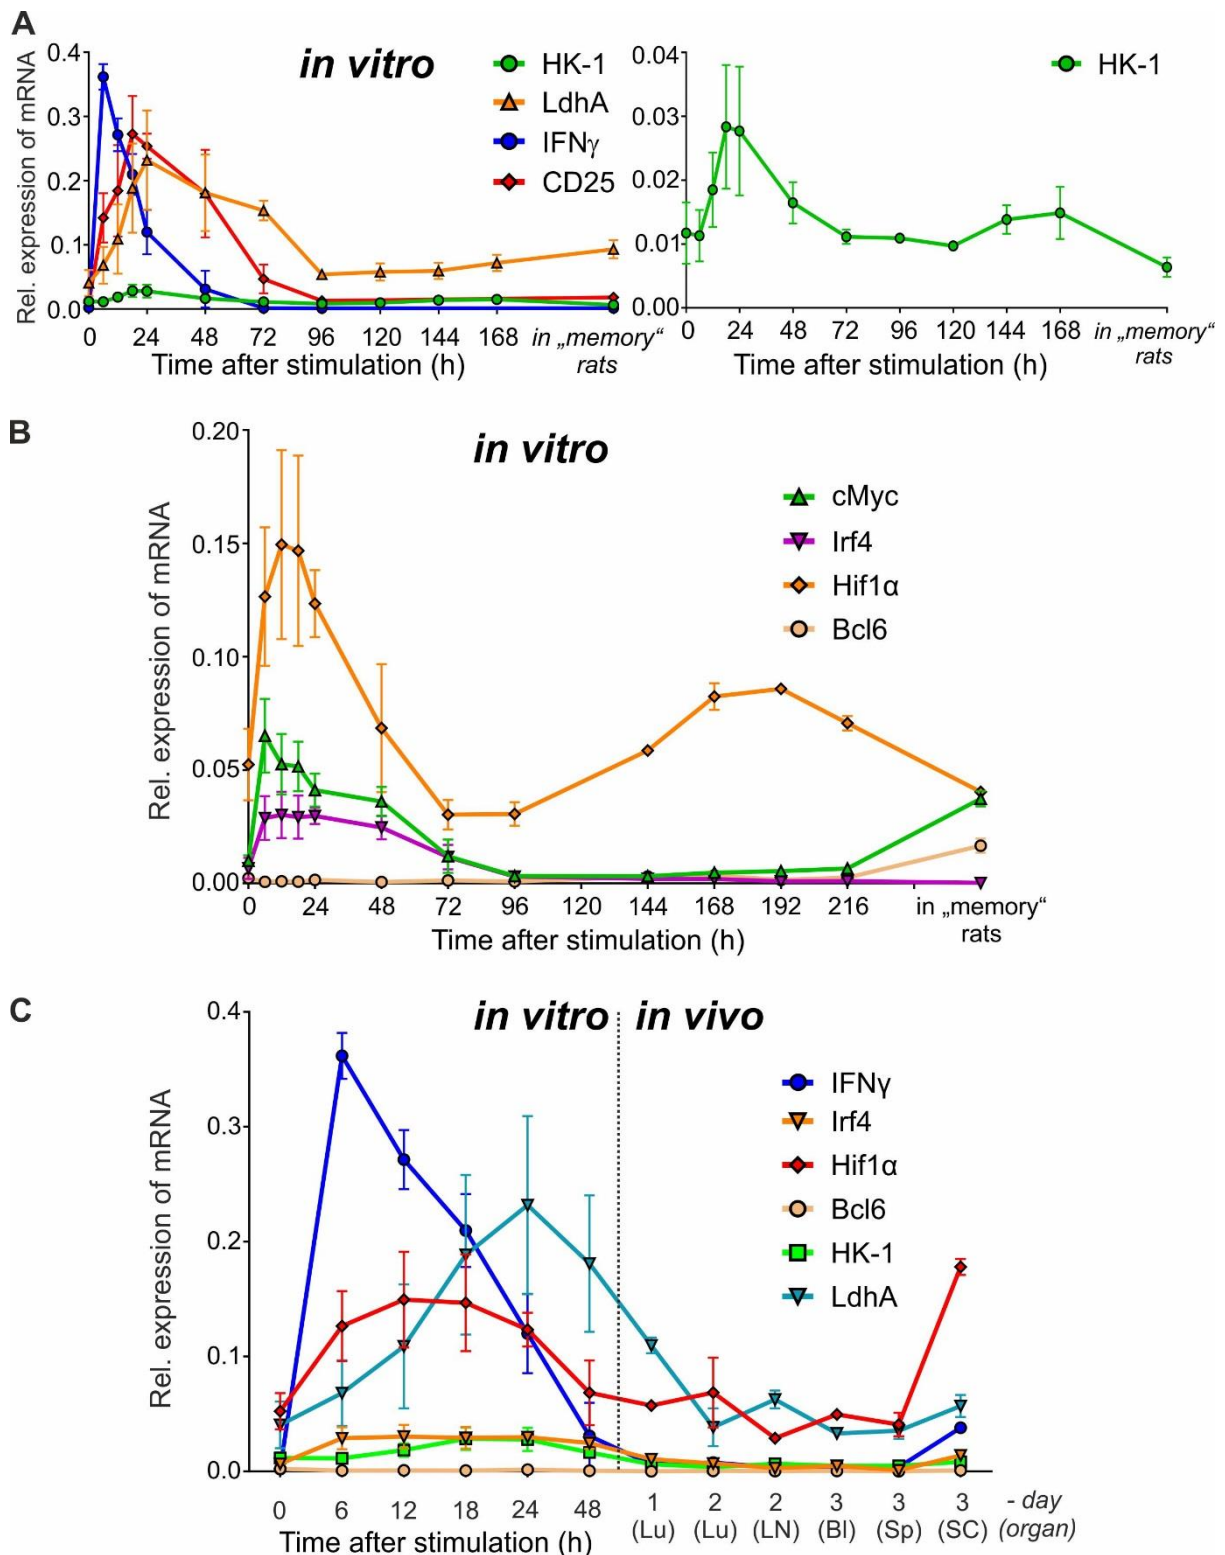 A
in vitro
HK-1
LdhA
IFNγ
CD25
Rel. expression of mRNA
0.4
0.3
0.2
0.1
0.0
0 24 48 72 96 120 144 168 in „memory“
rats
Time after stimulation (h)
HK-1
0.04
0.03
0.02
0.01
0.00
0 24 48 72 96 120 144 168 in „memory“
rats
Time after stimulation (h)
B
in vitro
cMyc
Irf4
Hif1α
Bcl6
Rel. expression of mRNA
0.20
0.15
0.10
0.05
0.00
0 24 48 72 96 120 144 168 192 216 in „memory“
rats
Time after stimulation (h)
C
in vitro in vivo
IFNγ
Irf4
Hif1α
Bcl6
HK-1
LdhA
Rel. expression of mRNA
0.4
0.3
0.2
0.1
0.0
0 6 12 18 24 48 1 2 2 3 3 3 - day
(Lu) (Lu) (LN) (Bl) (Sp) (SC) (organ)
Time after stimulation (h)